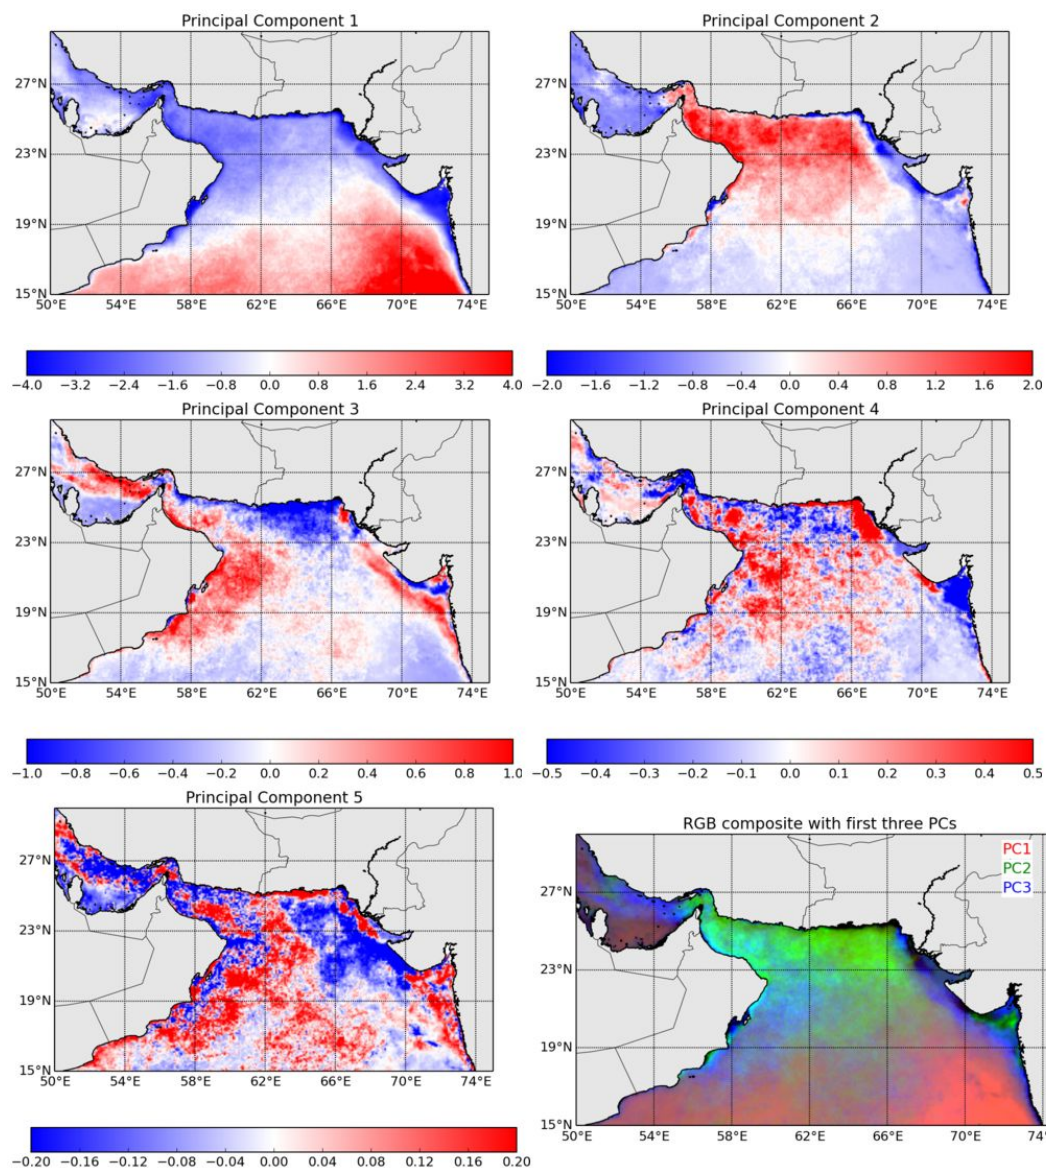 Principal Component 1
27°N
23°N
19°N
15°N
50°E 54°E 58°E 62°E 66°E 70°E 74°E
−4.0 −3.2 −2.4 −1.6 −0.8 0.0 0.8 1.6 2.4 3.2 4.0
Principal Component 2
27°N
23°N
19°N
15°N
50°E 54°E 58°E 62°E 66°E 70°E 74°E
−2.0 −1.6 −1.2 −0.8 −0.4 0.0 0.4 0.8 1.2 1.6 2.0
Principal Component 3
27°N
23°N
19°N
15°N
50°E 54°E 58°E 62°E 66°E 70°E 74°E
−1.0 −0.8 −0.6 −0.4 −0.2 0.0 0.2 0.4 0.6 0.8 1.0
Principal Component 4
27°N
23°N
19°N
15°N
50°E 54°E 58°E 62°E 66°E 70°E 74°E
−0.5 −0.4 −0.3 −0.2 −0.1 0.0 0.1 0.2 0.3 0.4 0.5
Principal Component 5
27°N
23°N
19°N
15°N
50°E 54°E 58°E 62°E 66°E 70°E 74°E
−0.20 −0.16 −0.12 −0.08 −0.04 0.00 0.04 0.08 0.12 0.16 0.20
RGB composite with first three PCs
PC1
PC2
PC3
27°N
23°N
19°N
15°N
50°E 54°E 58°E 62°E 66°E 70°E